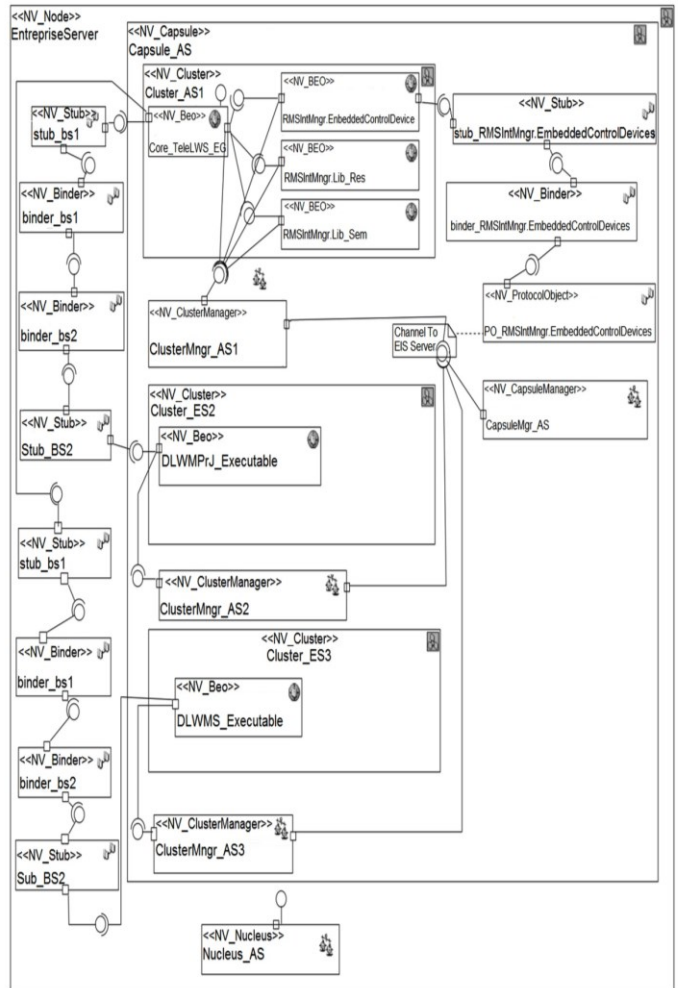 <<NV_Node>>
EntrepriseServer
<<NV_Capsule>>
Capsule_AS
<<NV_Cluster>>
Cluster_AS1
<<NV_Beo>>
Core_TeleLWS_EG
<<NV_BEO>>
RMSIntMngr.EnbeddedControlDevice
<<NV_BEO>>
RMSIntMngr.Lib_Res
<<NV_BEO>>
RMSIntMngr.Lib_Sem
<<NV_Stub>>
stub_RMSIntMngr.EmbeddedControlDevices
<<NV_Binder>>
binder_RMSIntMngr.EmbeddedControlDevices
<<NV_ProtocolObject>>
PO_RMSIntMngr.EmbeddedControlDevices
<<NV_CapsuleManager>>
CapsuleMgr_AS
Channel To
EIS Server
<<NV_ClusterManager>>
ClusterMngr_AS1
<<NV_Cluster>>
Cluster_ES2
<<NV_Beo>>
DLWMPrJ_Executable
<<NV_ClusterManager>>
ClusterMngr_AS2
<<NV_Cluster>>
Cluster_ES3
<<NV_Beo>>
DLWMS_Executable
<<NV_ClusterManager>>
ClusterMngr_AS3
<<NV_Stub>>
stub_bs1
<<NV_Binder>>
binder_bs1
<<NV_Binder>>
binder_bs2
<<NV_Stub>>
Stub_BS2
<<NV_Stub>>
stub_bs1
<<NV_Binder>>
binder_bs1
<<NV_Binder>>
binder_bs2
<<NV_Stub>>
Sub_BS2
<<NV_Nucleus>>
Nucleus_AS